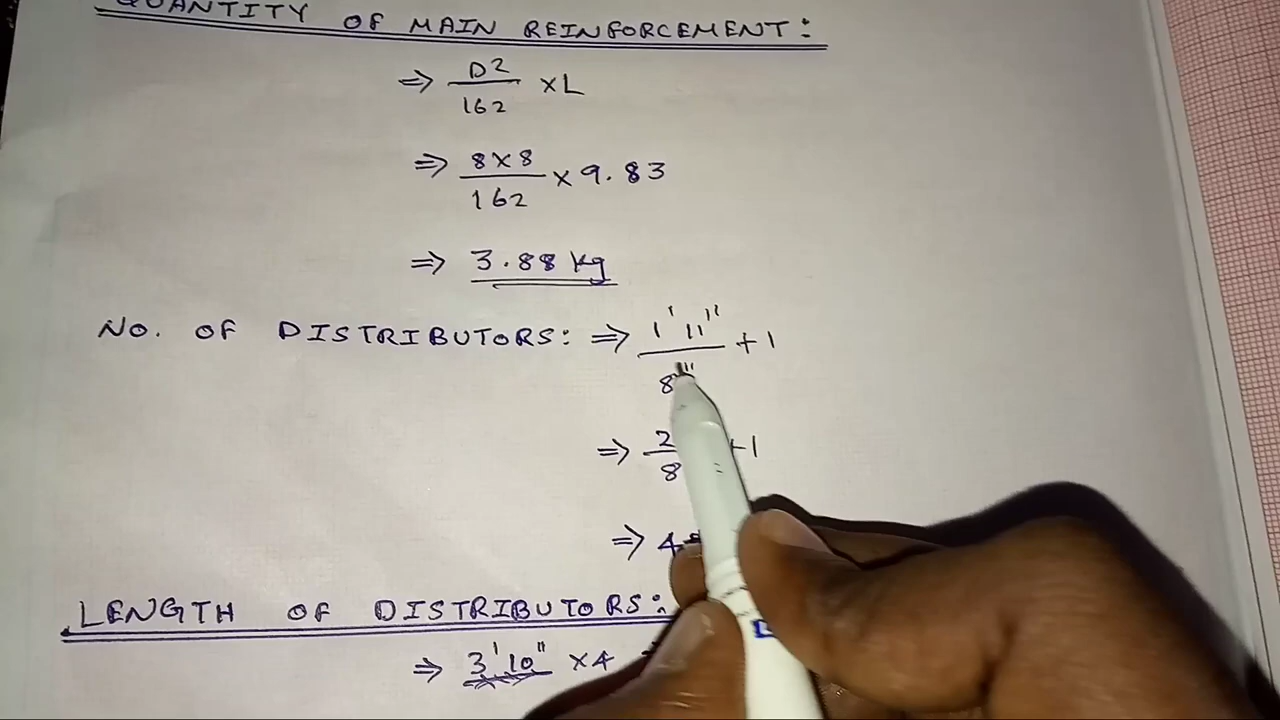 QUANTITY OF MAIN REINFORCEMENT:
⇒ D2/162 × L
⇒ 8×8/162 × 9.83
⇒ 3.88 kg
NO. OF DISTRIBUTORS: ⇒ 1'11"/8" + 1
⇒ 2 /8 +1
⇒ 4
LENGTH OF DISTRIBUTORS:
⇒ 3'10" ×4